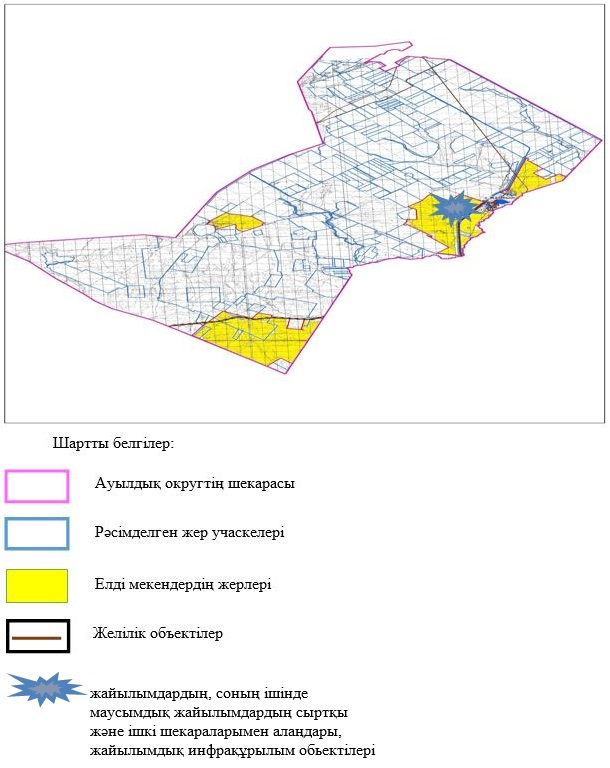 Шартты белгілер:
Ауылдық округтің шекарасы
Рәсімделген жер учаскелері
Елді мекендердің жерлері
Желілік объектілер
жайылымдардың, соның ішінде
маусымдық жайылымдардың сыртқы
және ішкі шекараларымен алаңдары,
жайылымдық инфрақұрылым обьектілері